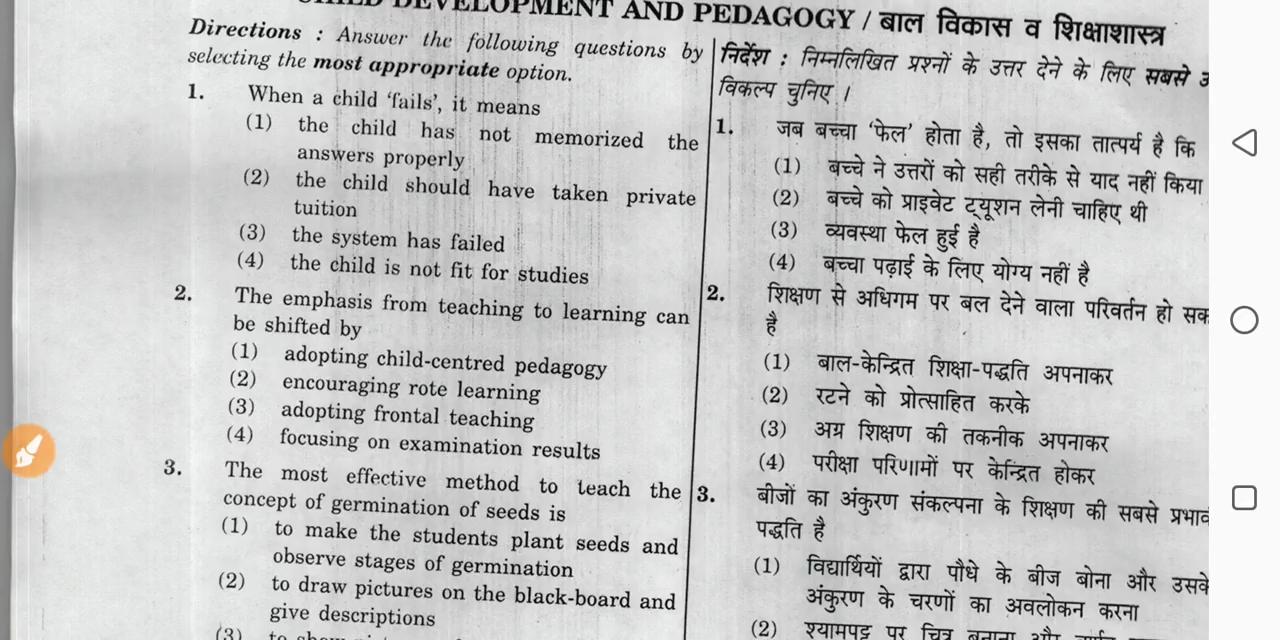 DEVELOPMENT AND PEDAGOGY / बाल विकास व शिक्षाशास्त्र
Directions : Answer the following questions by
selecting the most appropriate option.
1. When a child 'fails', it means
(1) the child has not memorized the
answers properly
(2) the child should have taken private
tuition
(3) the system has failed
(4) the child is not fit for studies
2. The emphasis from teaching to learning can
be shifted by
(1) adopting child-centred pedagogy
(2) encouraging rote learning
(3) adopting frontal teaching
(4) focusing on examination results
3. The most effective method to teach the
concept of germination of seeds is
(1) to make the students plant seeds and
observe stages of germination
(2) to draw pictures on the black-board and
give descriptions
(3) to
निर्देश : निम्नलिखित प्रश्नों के उत्तर देने के लिए सबसे
विकल्प चुनिए ।
1. जब बच्चा 'फेल' होता है, तो इसका तात्पर्य है कि
(1) बच्चे ने उत्तरों को सही तरीके से याद नहीं किया
(2) बच्चे को प्राइवेट ट्यूशन लेनी चाहिए थी
(3) व्यवस्था फेल हुई है
(4) बच्चा पढ़ाई के लिए योग्य नहीं है
2. शिक्षण से अधिगम पर बल देने वाला परिवर्तन हो सक
है
(1) बाल-केन्द्रित शिक्षा-पद्धति अपनाकर
(2) रटने को प्रोत्साहित करके
(3) अग्र शिक्षण की तकनीक अपनाकर
(4) परीक्षा परिणामों पर केन्द्रित होकर
3. बीजों का अंकुरण संकल्पना के शिक्षण की सबसे प्रभाव
पद्धति है
(1) विद्यार्थियों द्वारा पौधे के बीज बोना और उसके
अंकुरण के चरणों का अवलोकन करना
(2) श्यामपट्ट पर चित्र बनाना और